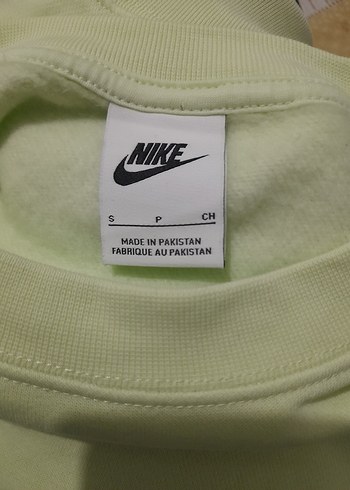 NIKE
S P CH
MADE IN PAKISTAN
FABRIQUE AU PAKISTAN